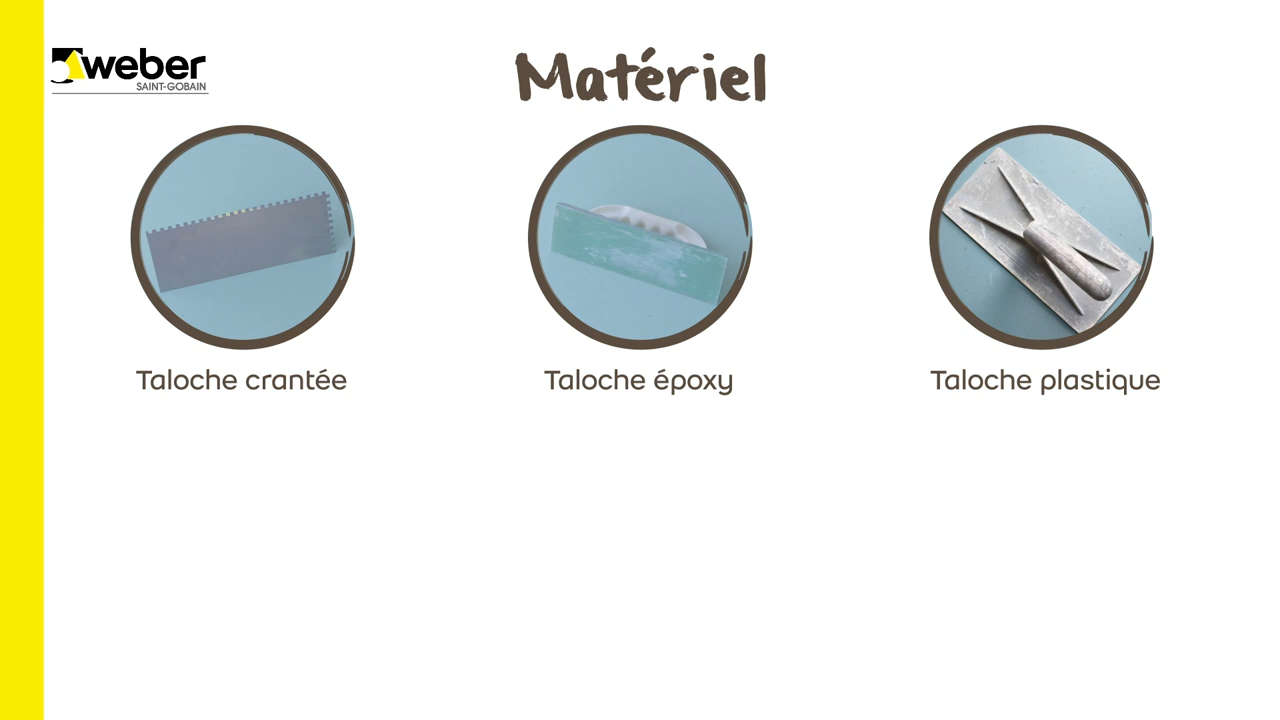 weber
SAINT-GOBAIN
Matériel
Taloche crantée
Taloche époxy
Taloche plastique